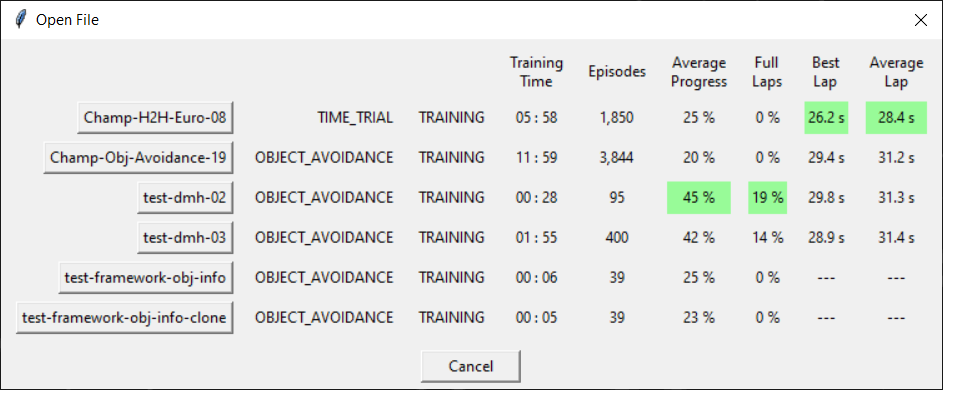 Open File
Training Time Episodes Average Progress Full Laps Best Lap Average Lap
Champ-H2H-Euro-08 TIME_TRIAL TRAINING 05 : 58 1,850 25 % 0 % 26.2 s 28.4 s
Champ-Obj-Avoidance-19 OBJECT_AVOIDANCE TRAINING 11 : 59 3,844 20 % 0 % 29.4 s 31.2 s
test-dmh-02 OBJECT_AVOIDANCE TRAINING 00 : 28 95 45 % 19 % 29.8 s 31.3 s
test-dmh-03 OBJECT_AVOIDANCE TRAINING 01 : 55 400 42 % 14 % 28.9 s 31.4 s
test-framework-obj-info OBJECT_AVOIDANCE TRAINING 00 : 06 39 25 % 0 % --- ---
test-framework-obj-info-clone OBJECT_AVOIDANCE TRAINING 00 : 05 39 23 % 0 % --- ---
Cancel